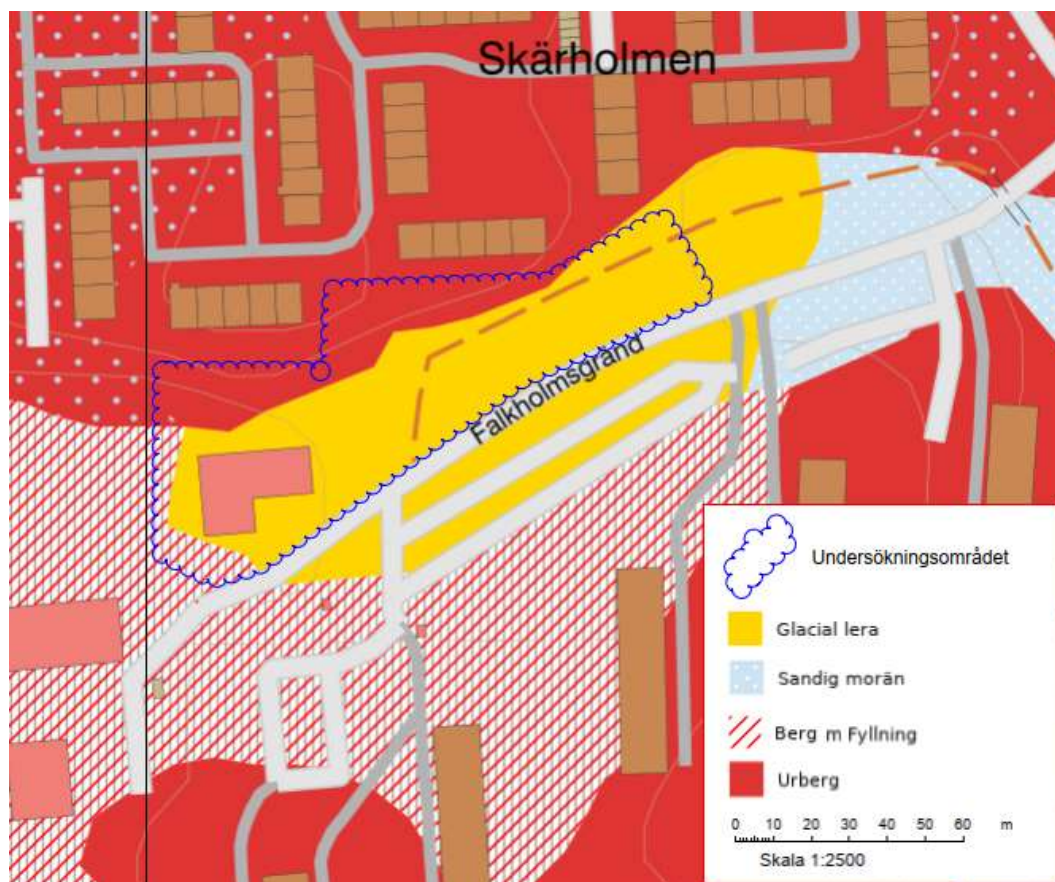 Skärholmen
Falkholmsgränd
Undersökningsområdet
Glacial lera
Sandig morän
Berg m Fyllning
Urberg
0 10 20 30 40 50 60 m
Skala 1:2500